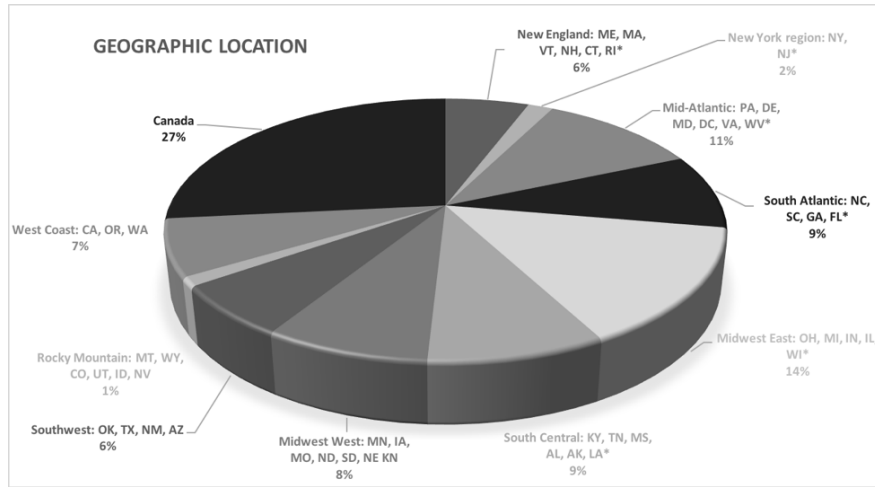 GEOGRAPHIC LOCATION
New England: ME, MA,
VT, NH, CT, RI*
6%
New York region: NY,
NJ*
2%
Mid-Atlantic: PA, DE,
MD, DC, VA, WV*
11%
South Atlantic: NC,
SC, GA, FL*
9%
Midwest East: OH, MI, IN, IL
WI*
14%
South Central: KY, TN, MS,
AL, AK, LA*
9%
Midwest West: MN, IA,
MO, ND, SD, NE KN
8%
Southwest: OK, TX, NM, AZ
6%
Rocky Mountain: MT, WY,
CO, UT, ID, NV
1%
West Coast: CA, OR, WA
7%
Canada
27%